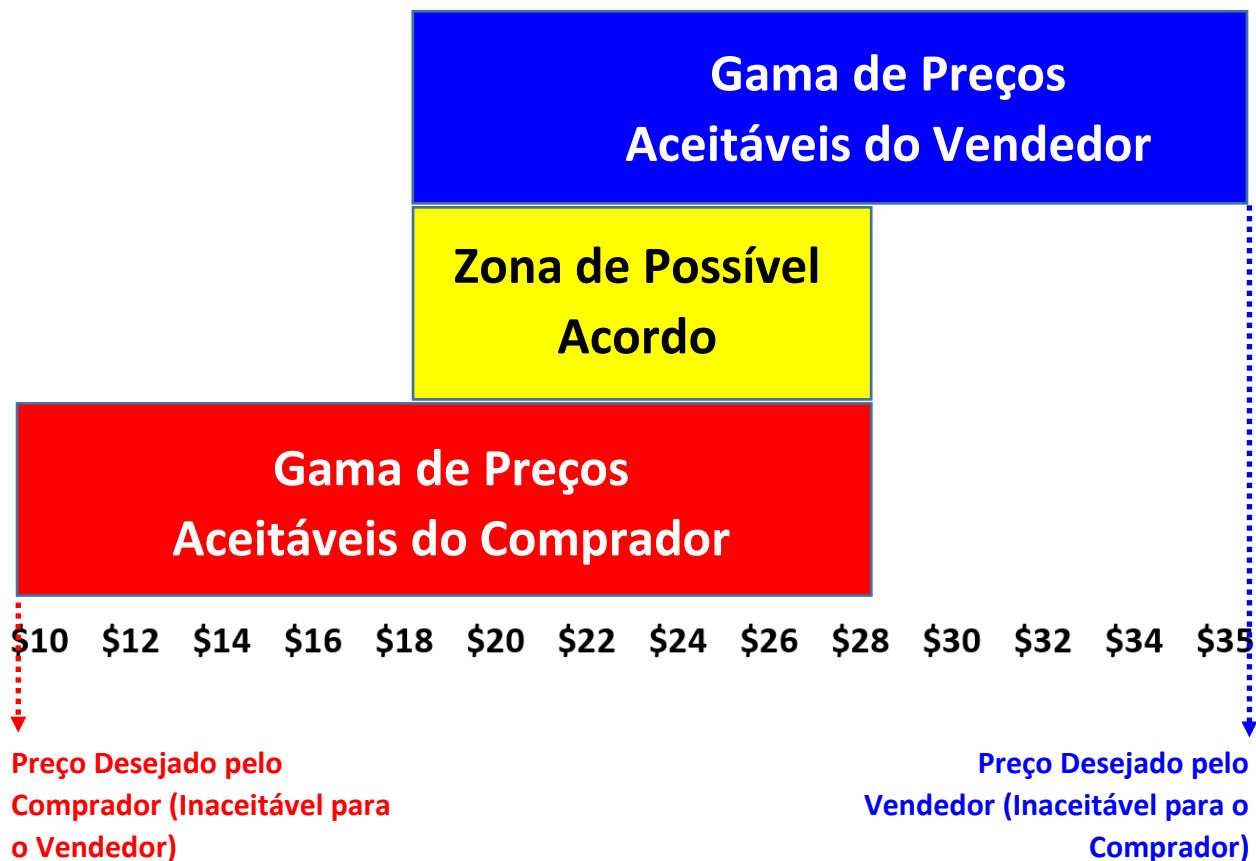 Gama de Preços
Aceitáveis do Vendedor
Zona de Possível
Acordo
Gama de Preços
Aceitáveis do Comprador
$10 $12 $14 $16 $18 $20 $22 $24 $26 $28 $30 $32 $34 $35
Preço Desejado pelo
Comprador (Inaceitável para
o Vendedor)
Preço Desejado pelo
Vendedor (Inaceitável para o
Comprador)